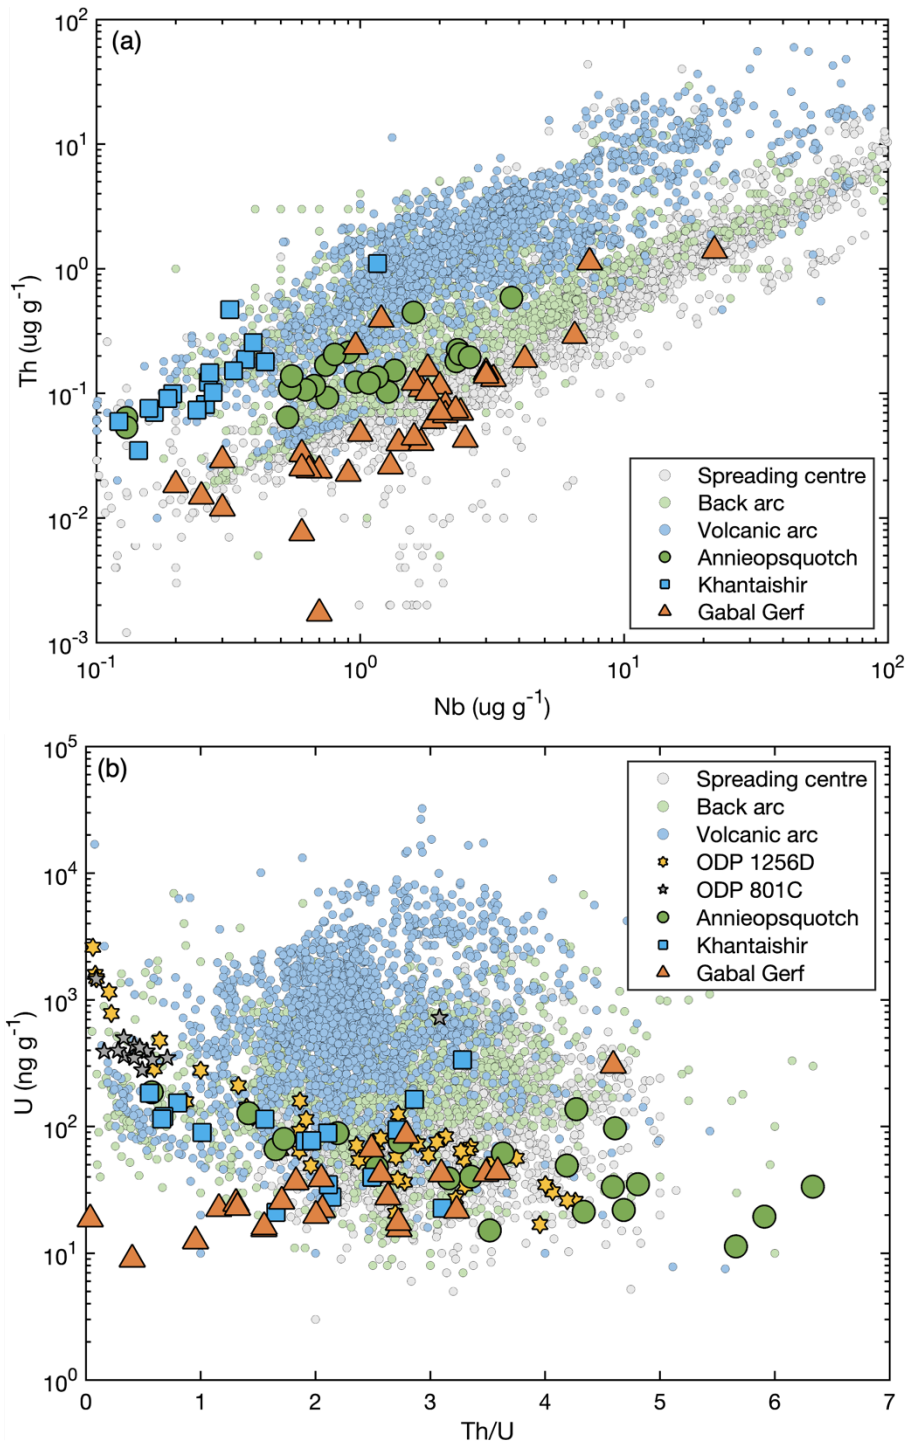 (a)
10^2
10^1
10^0
10^-1
10^-2
10^-3
Th (ug g^-1)
Spreading centre
Back arc
Volcanic arc
Annieopsquotch
Khantaishir
Gabal Gerf
10^-1 10^0 10^1 10^2
Nb (ug g^-1)
(b)
10^5
10^4
10^3
10^2
10^1
10^0
U (ng g^-1)
Spreading centre
Back arc
Volcanic arc
ODP 1256D
ODP 801C
Annieopsquotch
Khantaishir
Gabal Gerf
0 1 2 3 4 5 6 7
Th/U